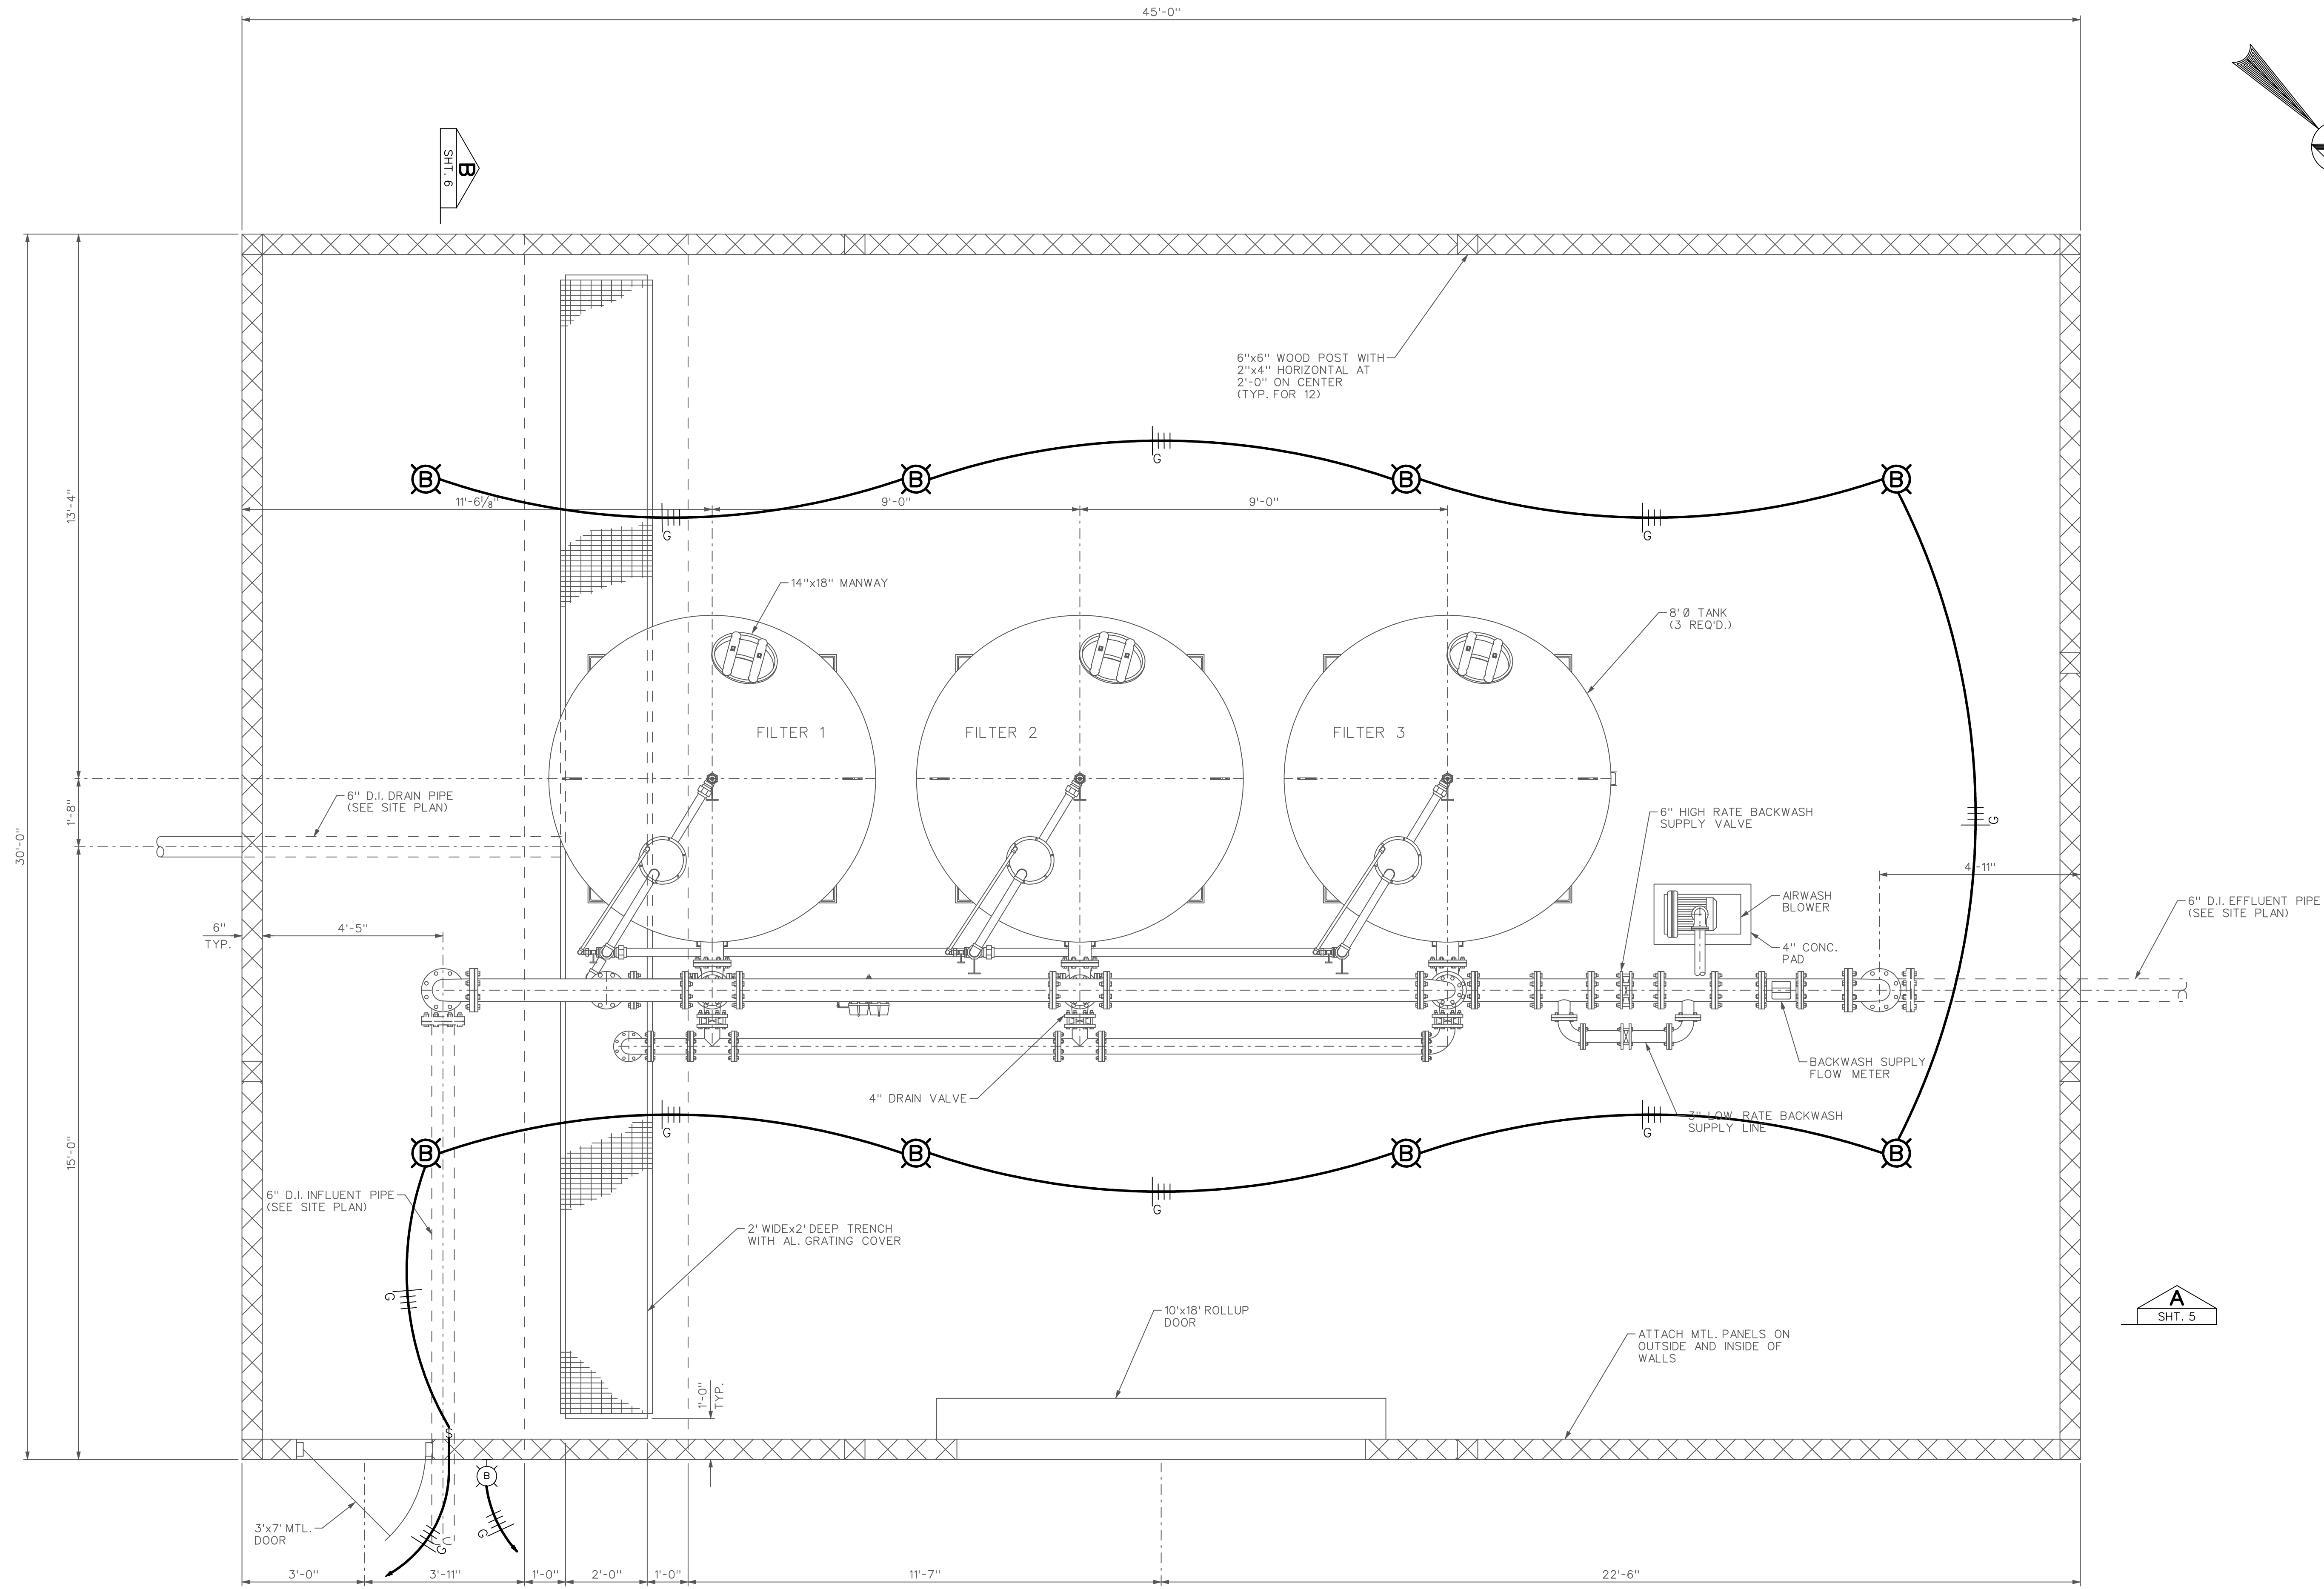 45'-0"
B
SHT. 6
6"x6" WOOD POST WITH
2"x4" HORIZONTAL AT
2'-0" ON CENTER
(TYP. FOR 12)
G
B
B
B
B
13'-4"
11'-6 1/8"
9'-0"
9'-0"
G
G
14"x18" MANWAY
8' Ø TANK
(3 REQ'D.)
FILTER 1
FILTER 2
FILTER 3
6" D.I. DRAIN PIPE
(SEE SITE PLAN)
1'-8"
30'-0"
6" HIGH RATE BACKWASH
SUPPLY VALVE
G
4'-11"
AIRWASH
BLOWER
6" D.I. EFFLUENT PIPE
(SEE SITE PLAN)
6"
TYP.
4'-5"
4" CONC.
PAD
BACKWASH SUPPLY
FLOW METER
4" DRAIN VALVE
3" LOW RATE BACKWASH
SUPPLY LINE
G
G
15'-0"
B
B
B
B
6" D.I. INFLUENT PIPE
(SEE SITE PLAN)
G
2' WIDEx2' DEEP TRENCH
WITH AL. GRATING COVER
G
10'x18' ROLLUP
DOOR
A
SHT. 5
ATTACH MTL. PANELS ON
OUTSIDE AND INSIDE OF
WALLS
1'-0"
TYP.
S
B
3'x7' MTL.
DOOR
G
G
3'-0"
3'-11"
1'-0"
2'-0"
1'-0"
11'-7"
22'-6"